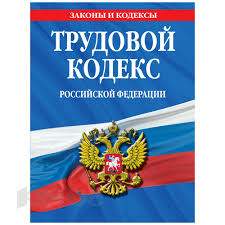 ЗАКОНЫ И КОДЕКСЫ
ТРУДОВОЙ
КОДЕКС
РОССИЙСКОЙ ФЕДЕРАЦИИ